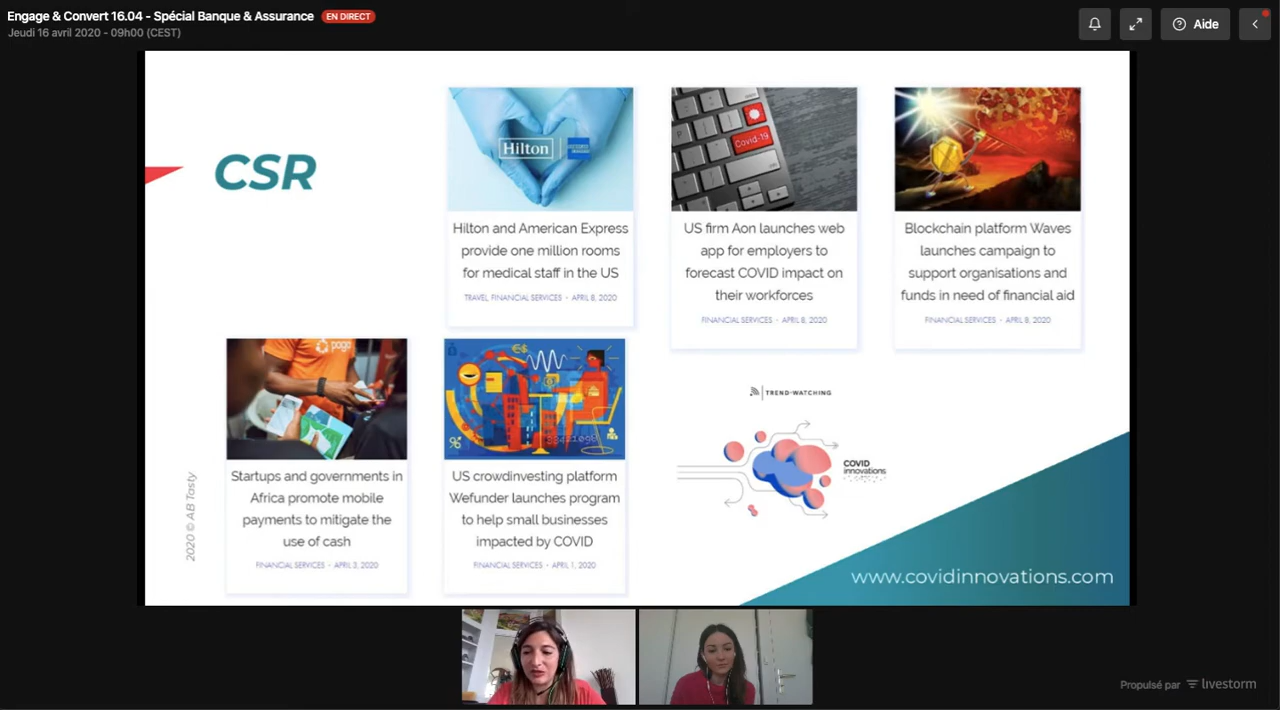 Engage & Convert 16.04 - Spécial Banque & Assurance EN DIRECT
Jeudi 16 avril 2020 - 09h00 (CEST)
Aide
CSR
Hilton
Covid-19
Hilton and American Express
provide one million rooms
for medical staff in the US
TRAVEL, FINANCIAL SERVICES - APRIL 8, 2020
US firm Aon launches web
app for employers to
forecast COVID impact on
their workforces
FINANCIAL SERVICES - APRIL 8, 2020
Blockchain platform Waves
launches campaign to
support organisations and
funds in need of financial aid
FINANCIAL SERVICES - APRIL 8, 2020
paga
Startups and governments in
Africa promote mobile
payments to mitigate the
use of cash
FINANCIAL SERVICES - APRIL 3, 2020
US crowdinvesting platform
Wefunder launches program
to help small businesses
impacted by COVID
FINANCIAL SERVICES - APRIL 1, 2020
TREND-WATCHING
COVID
innovations
2020 © AB Tasty
www.covidinnovations.com
Propulsé par livestorm